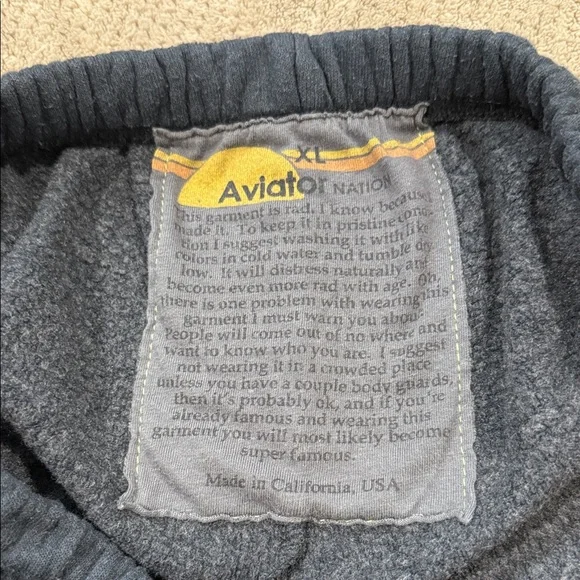 XL
Aviator NATION
This garment is rad. I know because I
made it. To keep it in pristine condi-
tion I suggest washing it with like
colors in cold water and tumble dry
low. It will distress naturally and
become even more rad with age. Oh,
there is one problem with wearing this
garment I must warn you about
People will come out of no where and
want to know who you are. I suggest
not wearing it in a crowded place
unless you have a couple body guards,
then it's probably ok, and if you're
already famous and wearing this
garment you will most likely become
super famous.
Made in California, USA